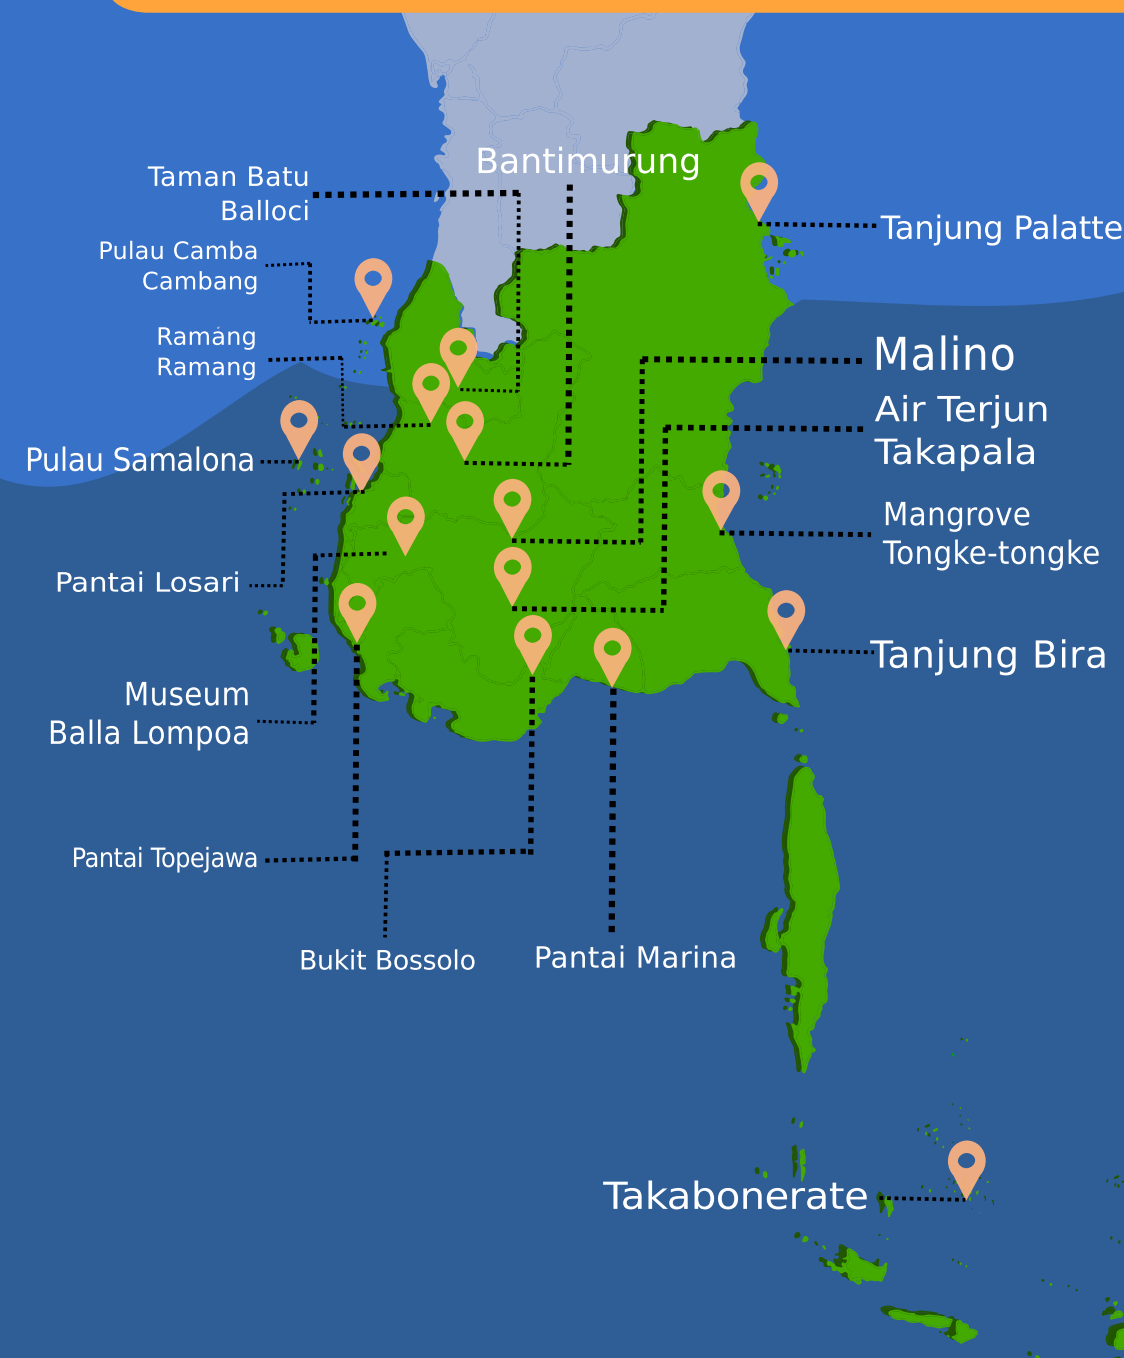 Bantimurung
Taman Batu
Balloci
Tanjung Palatte
Pulau Camba
Cambang
Ramáng
Ramang
Malino
Air Terjun
Takapala
Pulau Samalona
Mangrove
Tongke-tongke
Pantai Losari
Tanjung Bira
Museum
Balla Lompoa
Pantai Topejawa
Bukit Bossolo
Pantai Marina
Takabonerate